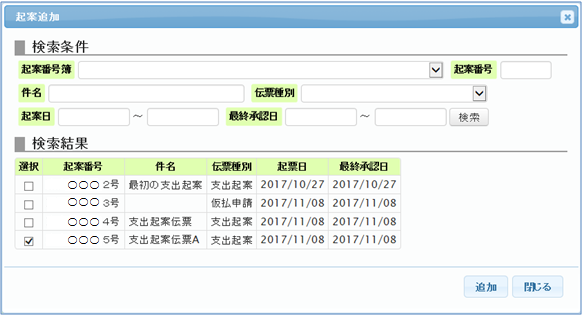 起案追加
検索条件
起案番号簿 起案番号
件名 伝票種別
起案日 ～ 最終承認日 ～ 検索
検索結果
選択 起案番号 件名 伝票種別 起票日 最終承認日
〇〇〇 2号 最初の支出起案 支出起案 2017/10/27 2017/10/27
〇〇〇 3号 仮払申請 2017/11/08 2017/11/08
〇〇〇 4号 支出起案伝票 支出起案 2017/11/08 2017/11/08
〇〇〇 5号 支出起案伝票A 支出起案 2017/11/08 2017/11/08
追加 閉じる